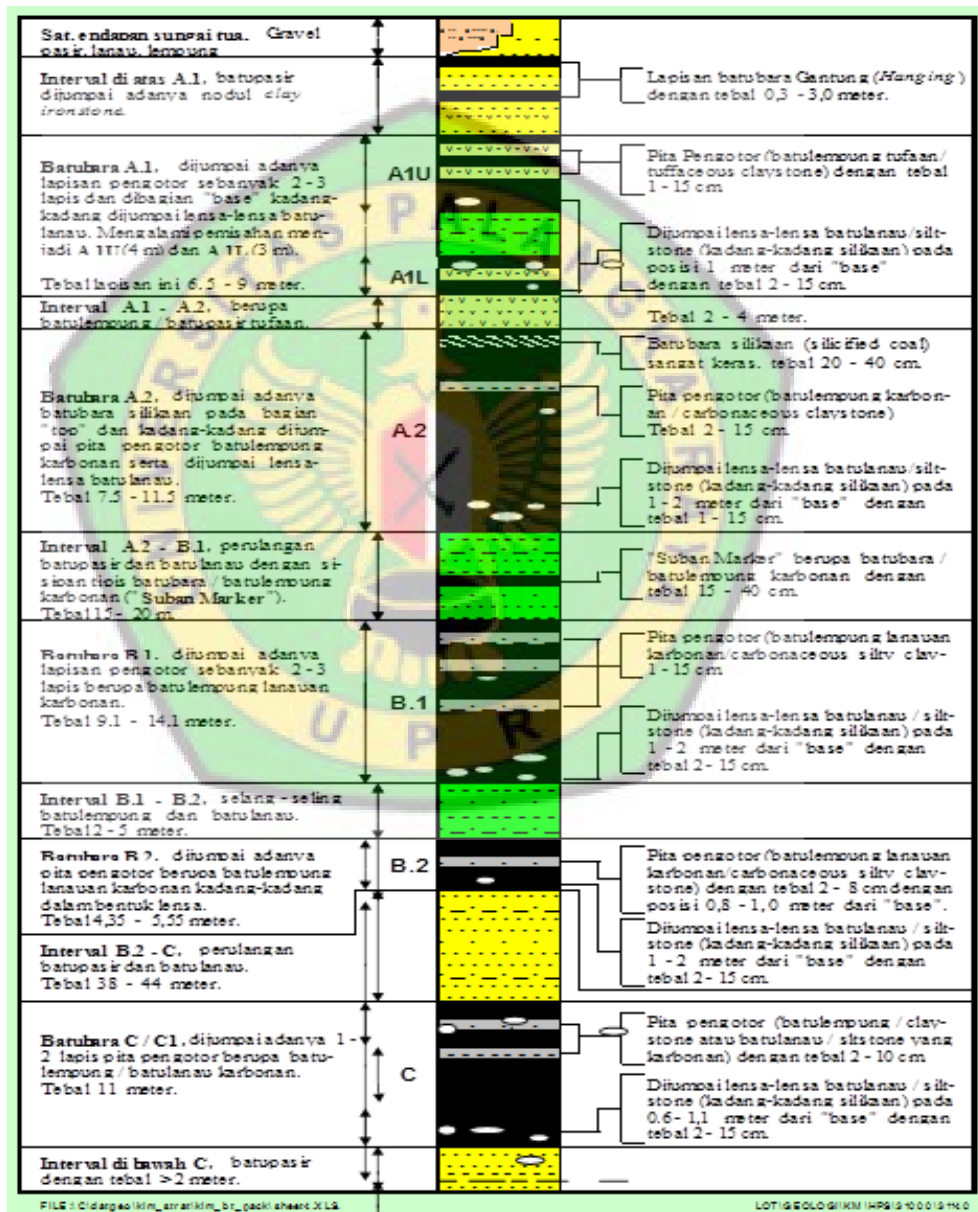 Sat. endapan sungai tua. Gravel
pasir, lanau, lempung
Interval di atas A.1, batupasir
dijumpai adanya nodul clay
ironstone.
Lapisan batubara Gantung (Hanging)
dengan tebal 0,3 - 3,0 meter.
Batubara A.1, dijumpai adanya
lapisan pengotor sebanyak 2 - 3
lapis dan dibagian "base" kadang-
kadang dijumpai lensa-lensa batu-
lanau. Mengalami pemisahan men-
jadi A 1U(4 m) dan A 1L (3 m).
Tebal lapisan ini 6.5 - 9 meter.
A1U
A1L
Pita Pengotor (batulempung tufaan/
tuffaceous claystone) dengan tebal
1 - 15 cm
Dijumpai lensa-lensa batulanau/silt-
stone (kadang-kadang silikaan) pada
posisi 1 meter dari "base"
dengan tebal 2 - 15cm.
Interval A.1 - A.2, berupa
batulempung / batupasir tufaan.
Tebal 2 - 4 meter.
Batubara A.2, dijumpai adanya
batubara silikaan pada bagian
"top" dan kadang-kadang dijum-
pai pita pengotor batulempung
karbonan serta dijumpai lensa-
lensa batulanau.
Tebal 7.5 - 11.5 meter.
A.2
Batubara silikaan (silicified coal)
sangat keras, tebal 20 - 40 cm.
Pita pengotor (batulempung karbon-
an / carbonaceous claystone)
Tebal 2 - 15 cm.
Dijumpai lensa-lensa batulanau/silt-
stone (kadang-kadang silikaan) pada
1 - 2 meter dari "base" dengan
tebal 1 - 15 cm.
Interval A.2 - B.1, perulangan
batupasir dan batulanau dengan si-
sipan tipis batubara / batulempung
karbonan ("Suban Marker").
Tebal 15 - 20 m.
"Suban Marker" berupa batubara /
batulempung karbonan dengan
tebal 15 - 40 cm.
Batubara B.1, dijumpai adanya
lapisan pengotor sebanyak 2 - 3
lapis berupa batulempung lanauan
karbonan.
Tebal 9.1 - 14.1 meter.
B.1
Pita pengotor (batulempung lanauan
karbonan/carbonaceous silty clay-
1 - 15cm
Dijumpai lensa-lensa batulanau / silt-
stone (kadang-kadang silikaan) pada
1 - 2 meter dari "base" dengan
tebal 2 - 15 cm.
Interval B.1 - B.2, selang - seling
batulempung dan batulanau.
Tebal 2 - 5 meter.
Batubara B.2, dijumpai adanya
pita pengotor berupa batulempung
lanauan karbonan kadang-kadang
dalam bentuk lensa.
Tebal 4,35 - 5,55 meter.
B.2
Pita pengotor (batulempung lanauan
karbonan/carbonaceous silty clay-
stone) dengan tebal 2 - 8 cm dengan
posisi 0,8 - 1,0 meter dari "base".
Dijumpai lensa-lensa batulanau / silt-
stone (kadang-kadang silikaan) pada
1 - 2 meter dari "base" dengan
tebal 2 - 15cm.
Interval B.2 - C, perulangan
batupasir dan batulanau.
Tebal 38 - 44 meter.
Batubara C / C1, dijumpai adanya 1 -
2 lapis pita pengotor berupa batu-
lempung / batulanau karbonan.
Tebal 11 meter.
C
Pita pengotor (batulempung / clay-
stone atau batulanau / siltstone yang
karbonan) dengan tebal 2 - 10 cm
Dijumpai lensa-lensa batulanau / silt-
stone (kadang-kadang silikaan) pada
0.6 - 1,1 meter dari "base" dengan
tebal 2 - 15 cm.
Interval di bawah C, batupasir
dengan tebal > 2 meter.